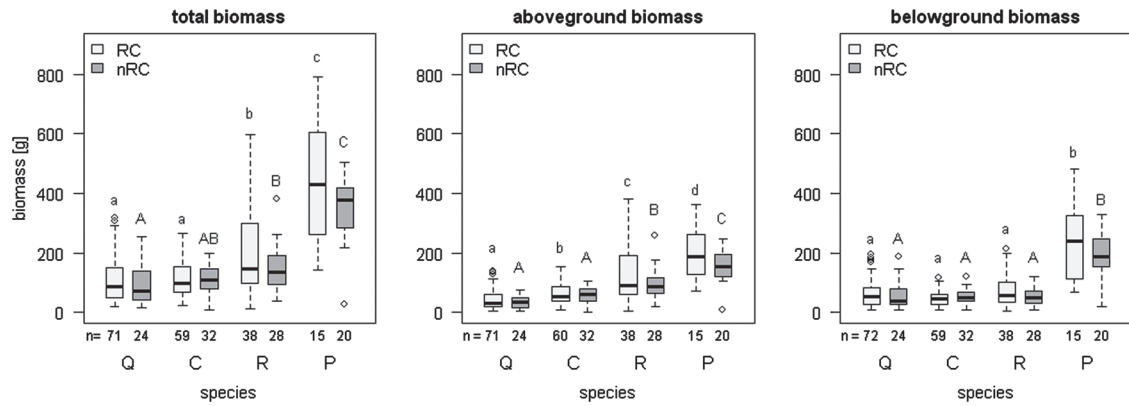 total biomass aboveground biomass belowground biomass
RC RC RC
nRC nRC nRC
biomass [g]
800 800 800
600 600 600
400 400 400
200 200 200
0 0 0
a A a AB b B c C
a A b A c B d C
a A a A a A b B
n= 71 24 59 32 38 28 15 20 n = 71 24 60 32 38 28 15 20 n = 72 24 59 32 38 28 15 20
Q C R P Q C R P Q C R P
species species species